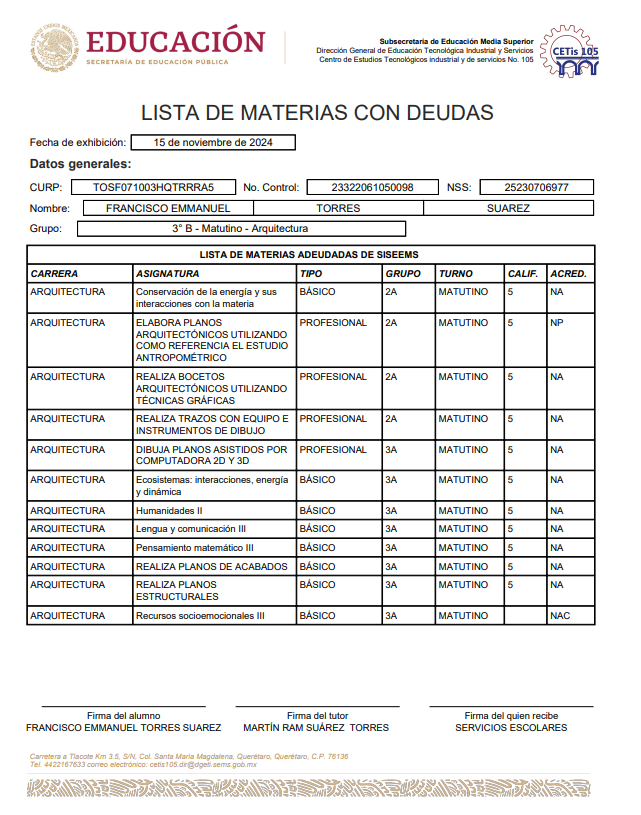 EDUCACIÓN
SECRETARÍA DE EDUCACIÓN PÚBLICA
Subsecretaría de Educación Media Superior
Dirección General de Educación Tecnológica Industrial y Servicios
Centro de Estudios Tecnológicos industrial y de servicios No. 105
CETis 105
LISTA DE MATERIAS CON DEUDAS
Fecha de exhibición: 15 de noviembre de 2024
Datos generales:
CURP: TOSF071003HQTRRRA5 No. Control: 23322061050098 NSS: 25230706977
Nombre: FRANCISCO EMMANUEL TORRES SUAREZ
Grupo: 3° B - Matutino - Arquitectura
LISTA DE MATERIAS ADEUDADAS DE SISEEMS
CARRERA ASIGNATURA TIPO GRUPO TURNO CALIF. ACRED.
ARQUITECTURA Conservación de la energía y sus BÁSICO 2A MATUTINO 5 NA
interacciones con la materia
ARQUITECTURA ELABORA PLANOS PROFESIONAL 2A MATUTINO 5 NP
ARQUITECTÓNICOS UTILIZANDO
COMO REFERENCIA EL ESTUDIO
ANTROPOMÉTRICO
ARQUITECTURA REALIZA BOCETOS PROFESIONAL 2A MATUTINO 5 NA
ARQUITECTÓNICOS UTILIZANDO
TÉCNICAS GRÁFICAS
ARQUITECTURA REALIZA TRAZOS CON EQUIPO E PROFESIONAL 2A MATUTINO 5 NA
INSTRUMENTOS DE DIBUJO
ARQUITECTURA DIBUJA PLANOS ASISTIDOS POR PROFESIONAL 3A MATUTINO 5 NA
COMPUTADORA 2D Y 3D
ARQUITECTURA Ecosistemas: interacciones, energía BÁSICO 3A MATUTINO 5 NA
y dinámica
ARQUITECTURA Humanidades II BÁSICO 3A MATUTINO 5 NA
ARQUITECTURA Lengua y comunicación III BÁSICO 3A MATUTINO 5 NA
ARQUITECTURA Pensamiento matemático III BÁSICO 3A MATUTINO 5 NA
ARQUITECTURA REALIZA PLANOS DE ACABADOS BÁSICO 3A MATUTINO 5 NA
ARQUITECTURA REALIZA PLANOS BÁSICO 3A MATUTINO 5 NA
ESTRUCTURALES
ARQUITECTURA Recursos socioemocionales III BÁSICO 3A MATUTINO NAC
Firma del alumno Firma del tutor Firma del quien recibe
FRANCISCO EMMANUEL TORRES SUAREZ MARTÍN RAM SUÁREZ TORRES SERVICIOS ESCOLARES
Carretera a Tlacote Km 3.5, S/N, Col. Santa María Magdalena, Querétaro, Querétaro, C.P. 76136
Tel. 4422167633 correo electrónico: cetis105.dir@dgeti.sems.gob.mx